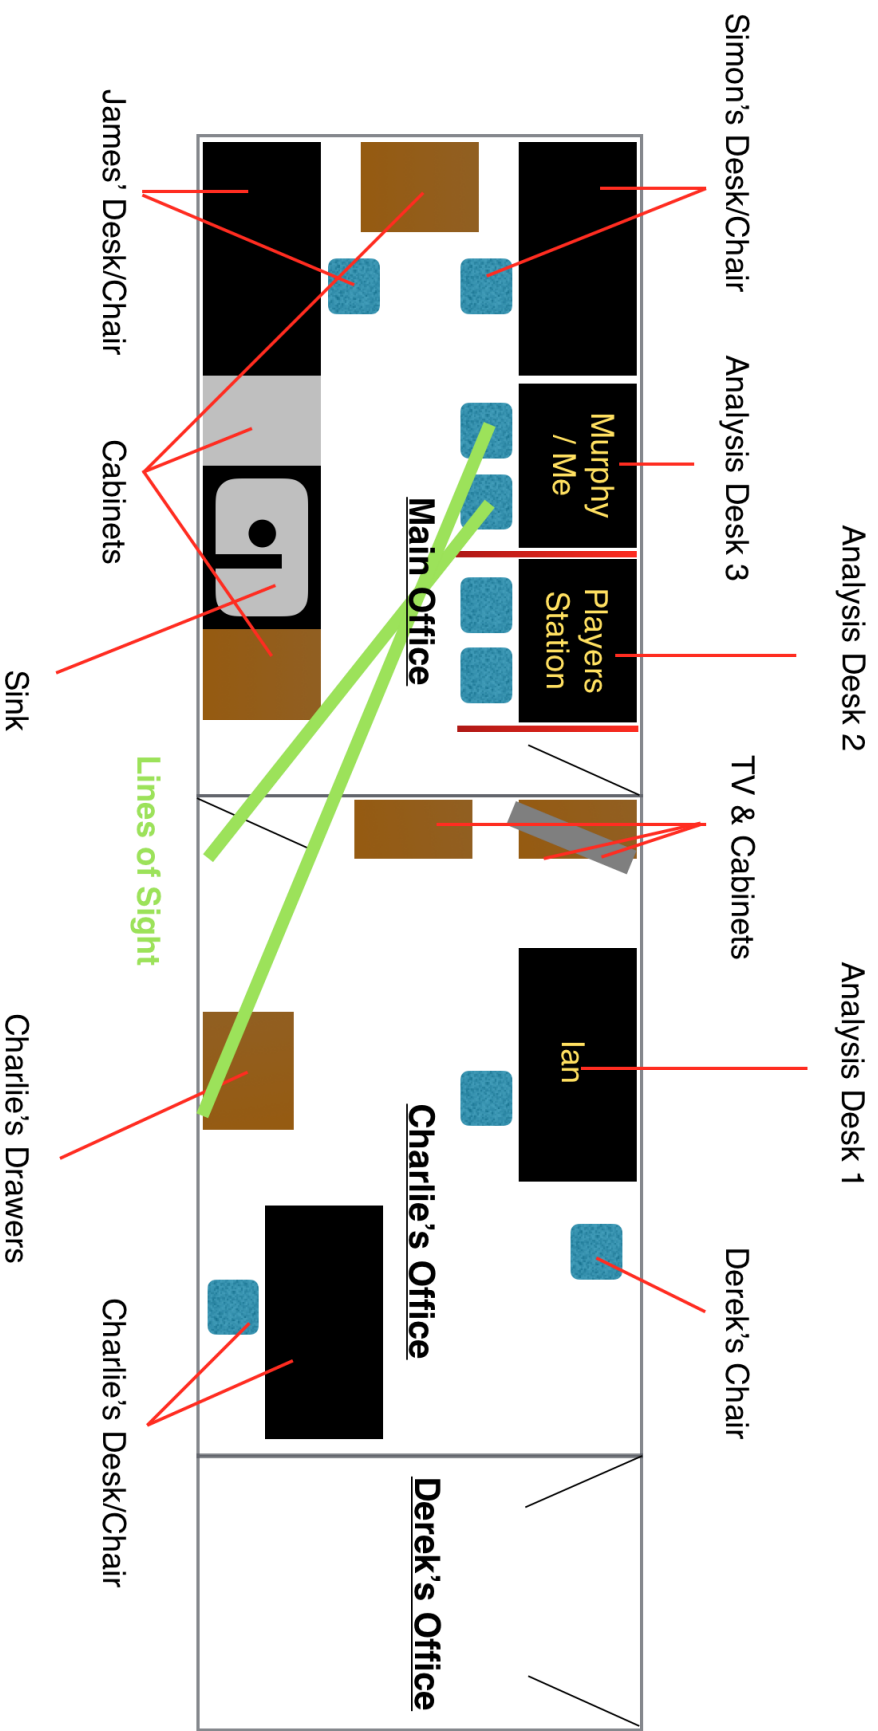 Simon’s Desk/Chair
Analysis Desk 3
Analysis Desk 2
TV & Cabinets
Analysis Desk 1
Derek’s Chair
Murphy
/ Me
Players
Station
Ian
Main Office
Charlie’s Office
Derek’s Office
James’ Desk/Chair
Cabinets
Sink
Lines of Sight
Charlie’s Drawers
Charlie’s Desk/Chair